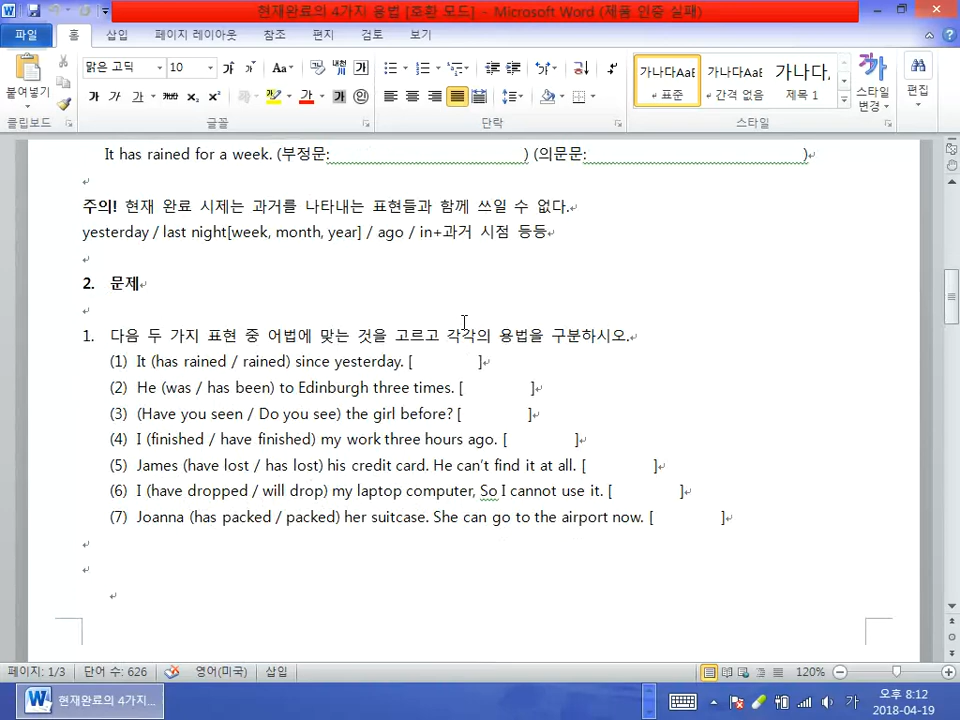 현재완료의 4가지 용법 [호환 모드] - Microsoft Word (제품 인증 실패)
파일 홈 삽입 페이지 레이아웃 참조 편지 검토 보기
붙여넣기
맑은 고딕 10
가나다AaE 가나다AaE 가나다,
표준 간격 없음 제목 1
스타일 변경
편집
클립보드 글꼴 단락 스타일
It has rained for a week. (부정문: ) (의문문: )
주의! 현재 완료 시제는 과거를 나타내는 표현들과 함께 쓰일 수 없다.
yesterday / last night[week, month, year] / ago / in+과거 시점 등등
2. 문제
1. 다음 두 가지 표현 중 어법에 맞는 것을 고르고 각각의 용법을 구분하시오.
(1) It (has rained / rained) since yesterday. [ ]
(2) He (was / has been) to Edinburgh three times. [ ]
(3) (Have you seen / Do you see) the girl before? [ ]
(4) I (finished / have finished) my work three hours ago. [ ]
(5) James (have lost / has lost) his credit card. He can't find it at all. [ ]
(6) I (have dropped / will drop) my laptop computer, So I cannot use it. [ ]
(7) Joanna (has packed / packed) her suitcase. She can go to the airport now. [ ]
페이지: 1/3 단어 수: 626 영어(미국) 삽입 120%
현재완료의 4가지...
가
오후 8:12
2018-04-19